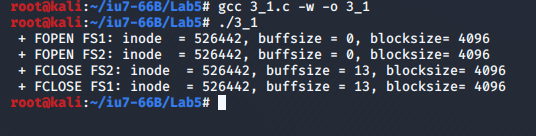 root@kali:~/iu7-66B/Lab5# gcc 3_1.c -w -o 3_1
root@kali:~/iu7-66B/Lab5# ./3_1
+ FOPEN FS1: inode  = 526442, buffsize = 0, blocksize= 4096
+ FOPEN FS2: inode  = 526442, buffsize = 0, blocksize= 4096
+ FCLOSE FS2: inode  = 526442, buffsize = 13, blocksize= 4096
+ FCLOSE FS1: inode  = 526442, buffsize = 13, blocksize= 4096
root@kali:~/iu7-66B/Lab5#